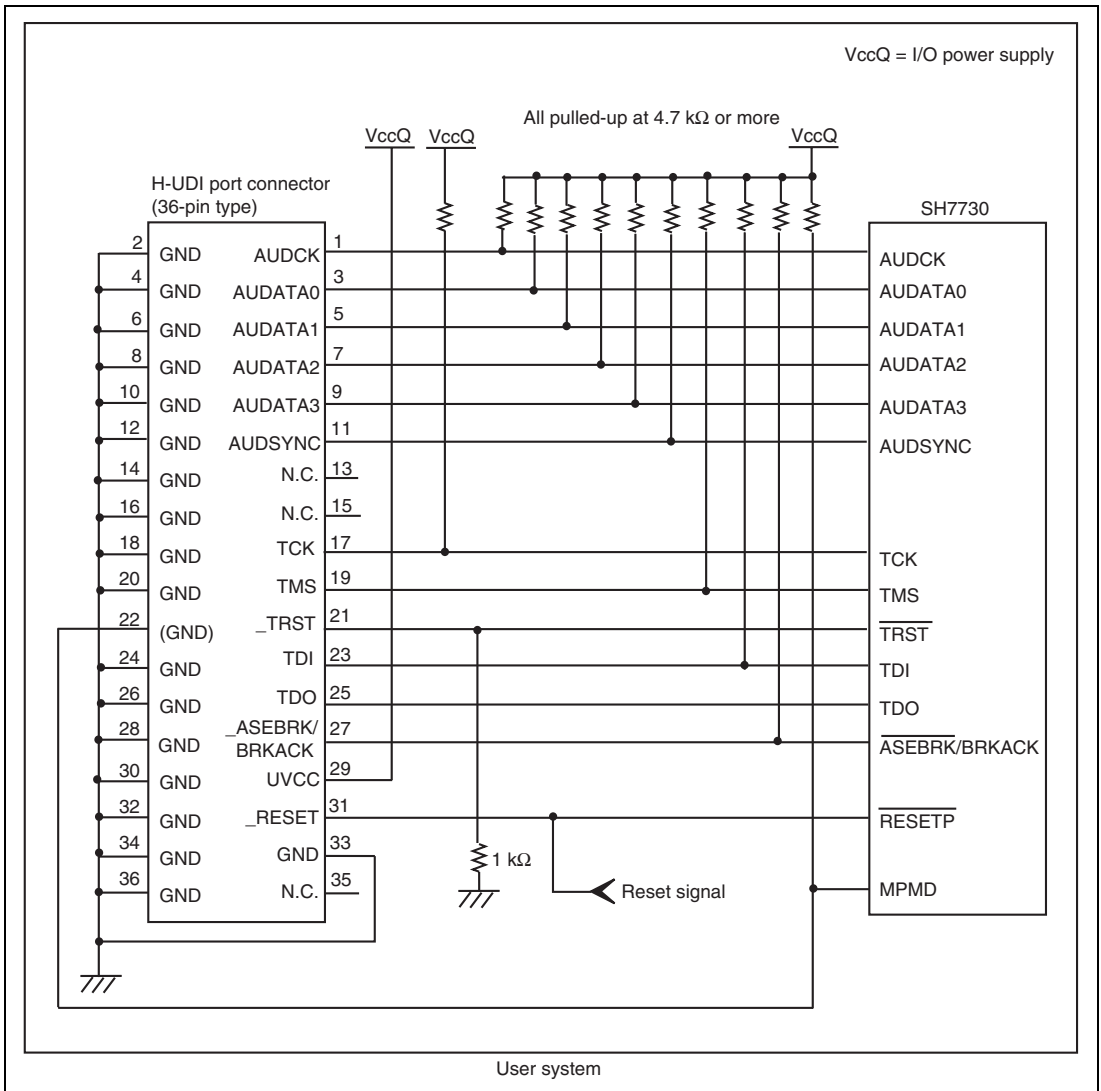 VccQ = I/O power supply
All pulled-up at 4.7 kΩ or more
VccQ VccQ VccQ
H-UDI port connector
(36-pin type)
SH7730
2 GND AUDCK 1 AUDCK
4 GND AUDATA0 3 AUDATA0
6 GND AUDATA1 5 AUDATA1
8 GND AUDATA2 7 AUDATA2
10 GND AUDATA3 9 AUDATA3
12 GND AUDSYNC 11 AUDSYNC
14 GND N.C. 13
16 GND N.C. 15
18 GND TCK 17 TCK
20 GND TMS 19 TMS
22 (GND) _TRST 21 TRST
24 GND TDI 23 TDI
26 GND TDO 25 TDO
28 GND _ASEBRK/ 27 ASEBRK/BRKACK
BRKACK
30 GND UVCC 29
32 GND _RESET 31 RESETP
34 GND GND 33
1 kΩ
36 GND N.C. 35
Reset signal
MPMD
User system